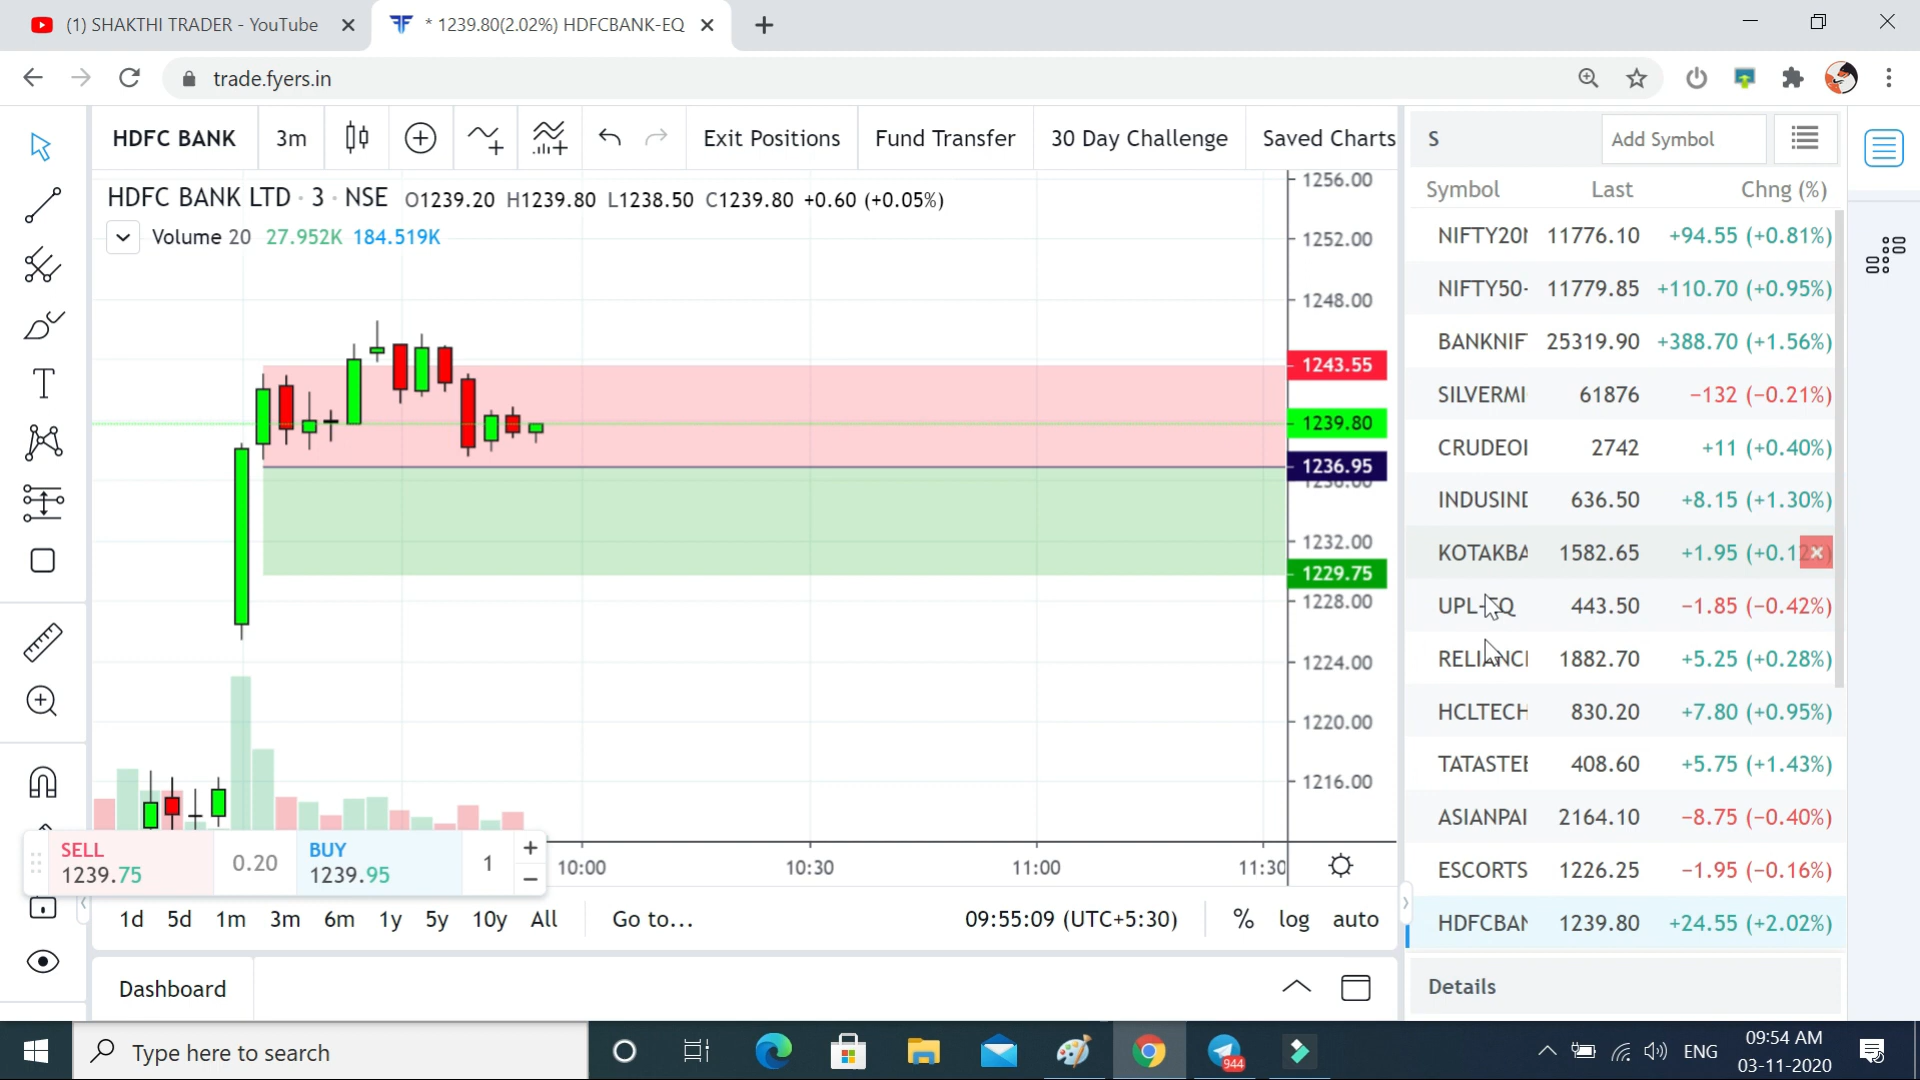 (1) SHAKTHI TRADER - YouTube
* 1239.80(2.02%) HDFCBANK-EQ
trade.fyers.in
HDFC BANK 3m Exit Positions Fund Transfer 30 Day Challenge Saved Charts
HDFC BANK LTD · 3 · NSE O1239.20 H1239.80 L1238.50 C1239.80 +0.60 (+0.05%)
Volume 20 27.952K 184.519K
1256.00
1252.00
1248.00
1243.55
1239.80
1236.95
1232.00
1229.75
1228.00
1224.00
1220.00
1216.00
SELL
1239.75
0.20
BUY
1239.95
1
10:00 10:30 11:00 11:30
1d 5d 1m 3m 6m 1y 5y 10y All Go to... 09:55:09 (UTC+5:30) % log auto
Dashboard
S Add Symbol
Symbol Last Chng (%)
NIFTY20 11776.10 +94.55 (+0.81%)
NIFTY50- 11779.85 +110.70 (+0.95%)
BANKNIF 25319.90 +388.70 (+1.56%)
SILVERMI 61876 −132 (−0.21%)
CRUDEOI 2742 +11 (+0.40%)
INDUSIND 636.50 +8.15 (+1.30%)
KOTAKBA 1582.65 +1.95 (+0.12%)
UPL-EQ 443.50 −1.85 (−0.42%)
RELIANCE 1882.70 +5.25 (+0.28%)
HCLTECH 830.20 +7.80 (+0.95%)
TATASTEE 408.60 +5.75 (+1.43%)
ASIANPAI 2164.10 −8.75 (−0.40%)
ESCORTS 1226.25 −1.95 (−0.16%)
HDFCBAN 1239.80 +24.55 (+2.02%)
Details
Type here to search
944
ENG
09:54 AM
03-11-2020